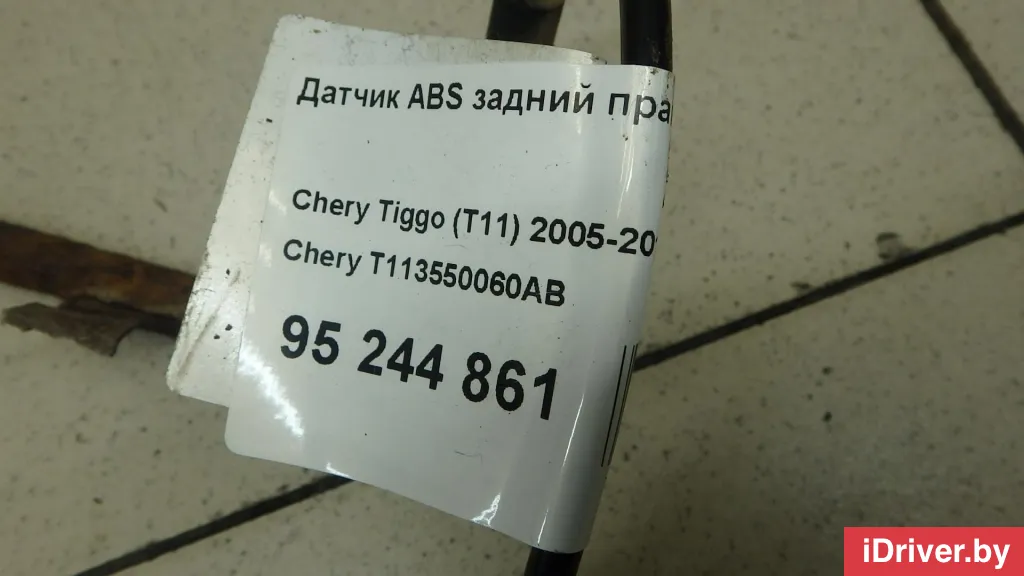 Датчик ABS задний пра
Chery Tiggo (T11) 2005-20
Chery T113550060AB
95 244 861
iDriver.by